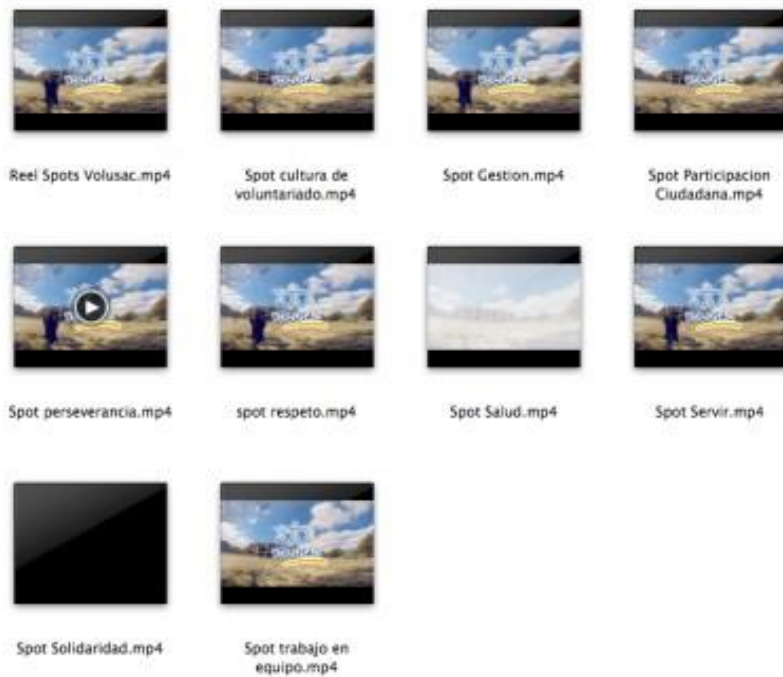 Reel Spots Volusac.mp4
Spot cultura de
voluntariado.mp4
Spot Gestion.mp4
Spot Participacion
Ciudadana.mp4
Spot perseverancia.mp4
spot respeto.mp4
Spot Salud.mp4
Spot Servir.mp4
Spot Solidaridad.mp4
Spot trabajo en
equipo.mp4